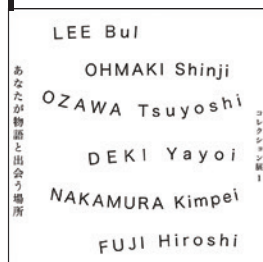 LEE Bul
OHMAKI Shinji
OZAWA Tsuyoshi
DEKI Yayoi
NAKAMURA Kimpei
FUJI Hiroshi
コレクション展 1
あなたが物語と出会う場所